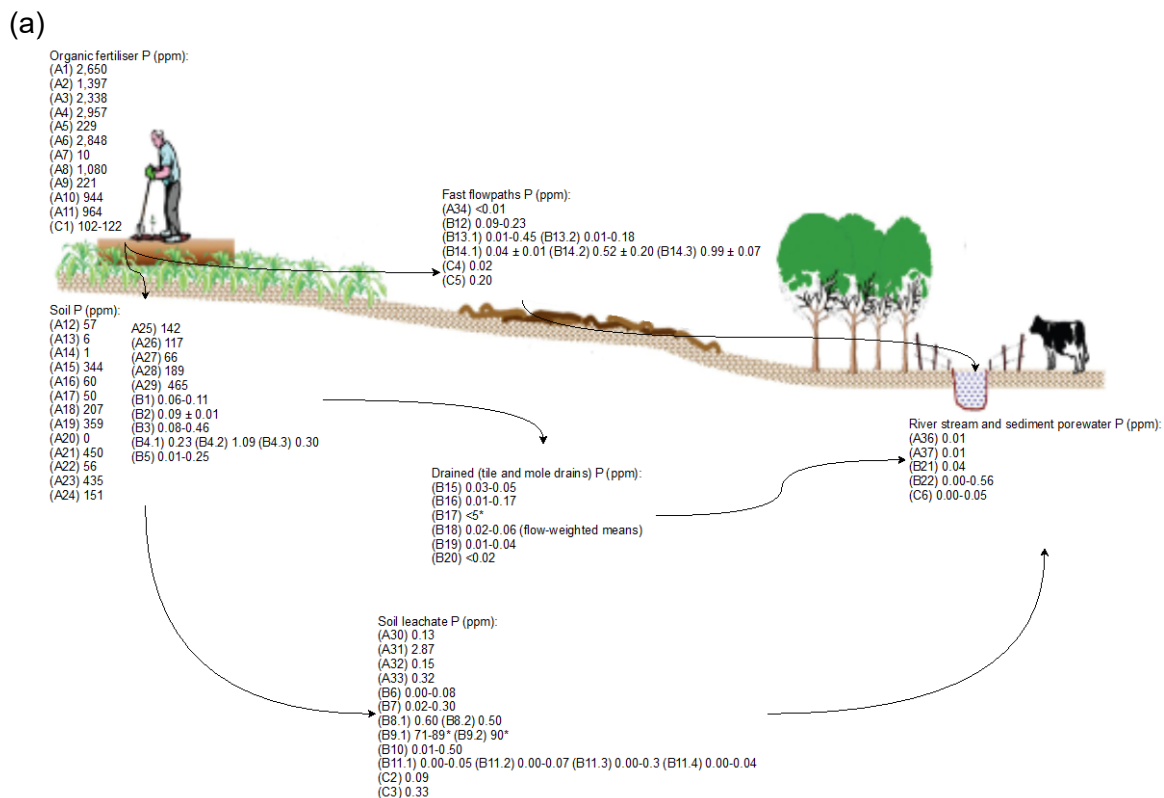 (a)
Organic fertiliser P (ppm):
(A1) 2,650
(A2) 1,397
(A3) 2,338
(A4) 2,957
(A5) 229
(A6) 2,848
(A7) 10
(A8) 1,080
(A9) 221
(A10) 944
(A11) 964
(C1) 102-122
Fast flowpaths P (ppm):
(A34) <0.01
(B12) 0.09-0.23
(B13.1) 0.01-0.45 (B13.2) 0.01-0.18
(B14.1) 0.04 ± 0.01 (B14.2) 0.52 ± 0.20 (B14.3) 0.99 ± 0.07
(C4) 0.02
(C5) 0.20
Soil P (ppm):
(A12) 57
(A13) 6
(A14) 1
(A15) 344
(A16) 60
(A17) 50
(A18) 207
(A19) 359
(A20) 0
(A21) 450
(A22) 56
(A23) 435
(A24) 151
A25) 142
(A26) 117
(A27) 66
(A28) 189
(A29) 465
(B1) 0.06-0.11
(B2) 0.09 ± 0.01
(B3) 0.08-0.46
(B4.1) 0.23 (B4.2) 1.09 (B4.3) 0.30
(B5) 0.01-0.25
Drained (tile and mole drains) P (ppm):
(B15) 0.03-0.05
(B16) 0.01-0.17
(B17) <5*
(B18) 0.02-0.06 (flow-weighted means)
(B19) 0.01-0.04
(B20) <0.02
River stream and sediment porewater P (ppm):
(A36) 0.01
(A37) 0.01
(B21) 0.04
(B22) 0.00-0.56
(C6) 0.00-0.05
Soil leachate P (ppm):
(A30) 0.13
(A31) 2.87
(A32) 0.15
(A33) 0.32
(B6) 0.00-0.08
(B7) 0.02-0.30
(B8.1) 0.60 (B8.2) 0.50
(B9.1) 71-89* (B9.2) 90*
(B10) 0.01-0.50
(B11.1) 0.00-0.05 (B11.2) 0.00-0.07 (B11.3) 0.00-0.3 (B11.4) 0.00-0.04
(C2) 0.09
(C3) 0.33